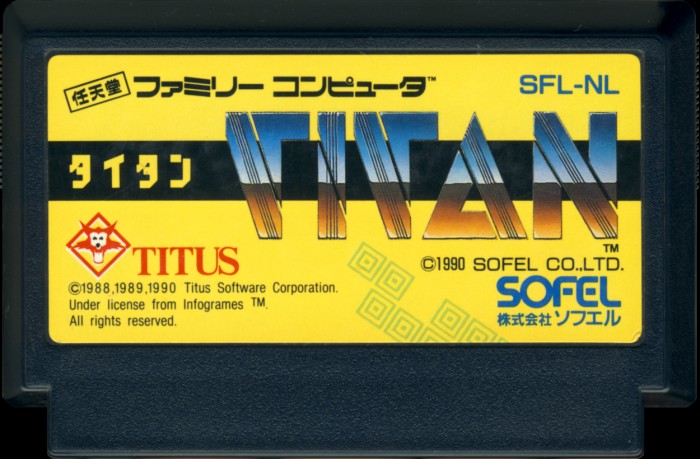 任天堂 ファミリー コンピュータ™ SFL-NL
タイタン TITAN™
TITUS ©1990 SOFEL CO.,LTD.
©1988,1989,1990 Titus Software Corporation.
Under license from Infogrames TM.
All rights reserved.
SOFEL
株式会社 ソフエル